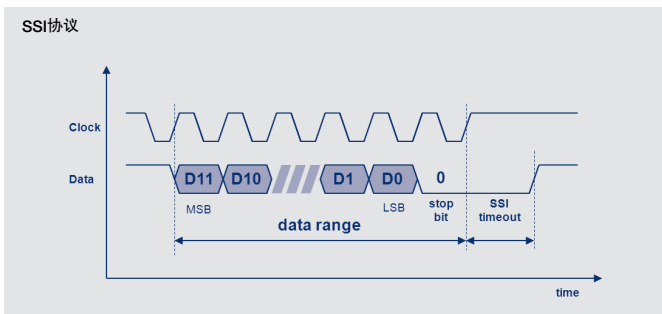 SSI协议
Clock
Data
D11 D10 D1 D0 0
MSB LSB stop bit SSI timeout
data range
time